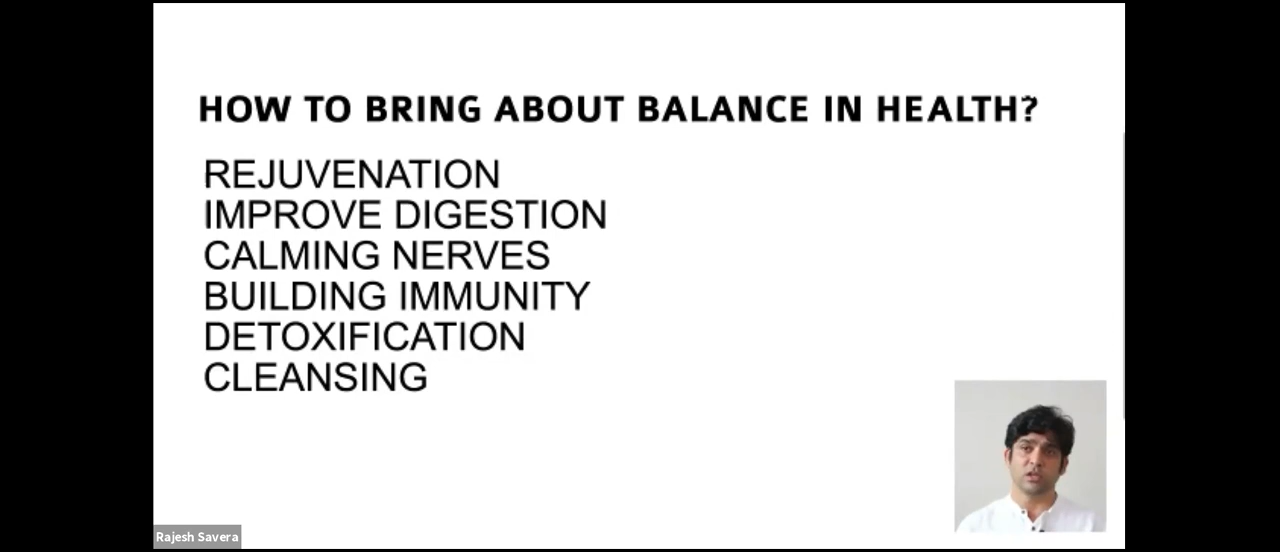 HOW TO BRING ABOUT BALANCE IN HEALTH?
REJUVENATION
IMPROVE DIGESTION
CALMING NERVES
BUILDING IMMUNITY
DETOXIFICATION
CLEANSING
Rajesh Savera